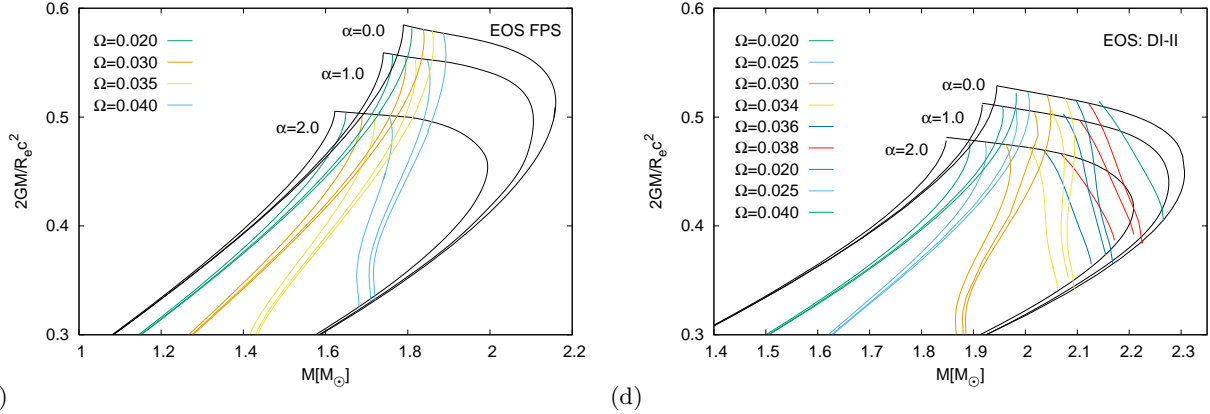 0.6
0.5
0.4
0.3
2GM/R_e c^2
1
1.2
1.4
1.6
1.8
2
2.2
M[M_⊙]
EOS FPS
Ω=0.020
Ω=0.030
Ω=0.035
Ω=0.040
α=0.0
α=1.0
α=2.0
)
0.6
0.5
0.4
0.3
2GM/R_e c^2
1.4
1.5
1.6
1.7
1.8
1.9
2
2.1
2.2
2.3
M[M_⊙]
EOS: DI-II
Ω=0.020
Ω=0.025
Ω=0.030
Ω=0.034
Ω=0.036
Ω=0.038
Ω=0.020
Ω=0.025
Ω=0.040
α=0.0
α=1.0
α=2.0
(d)